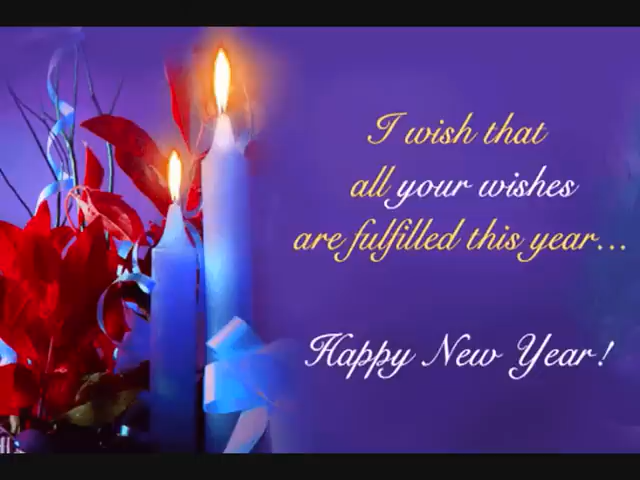 I wish that
all your wishes
are fulfilled this year...
Happy New Year!